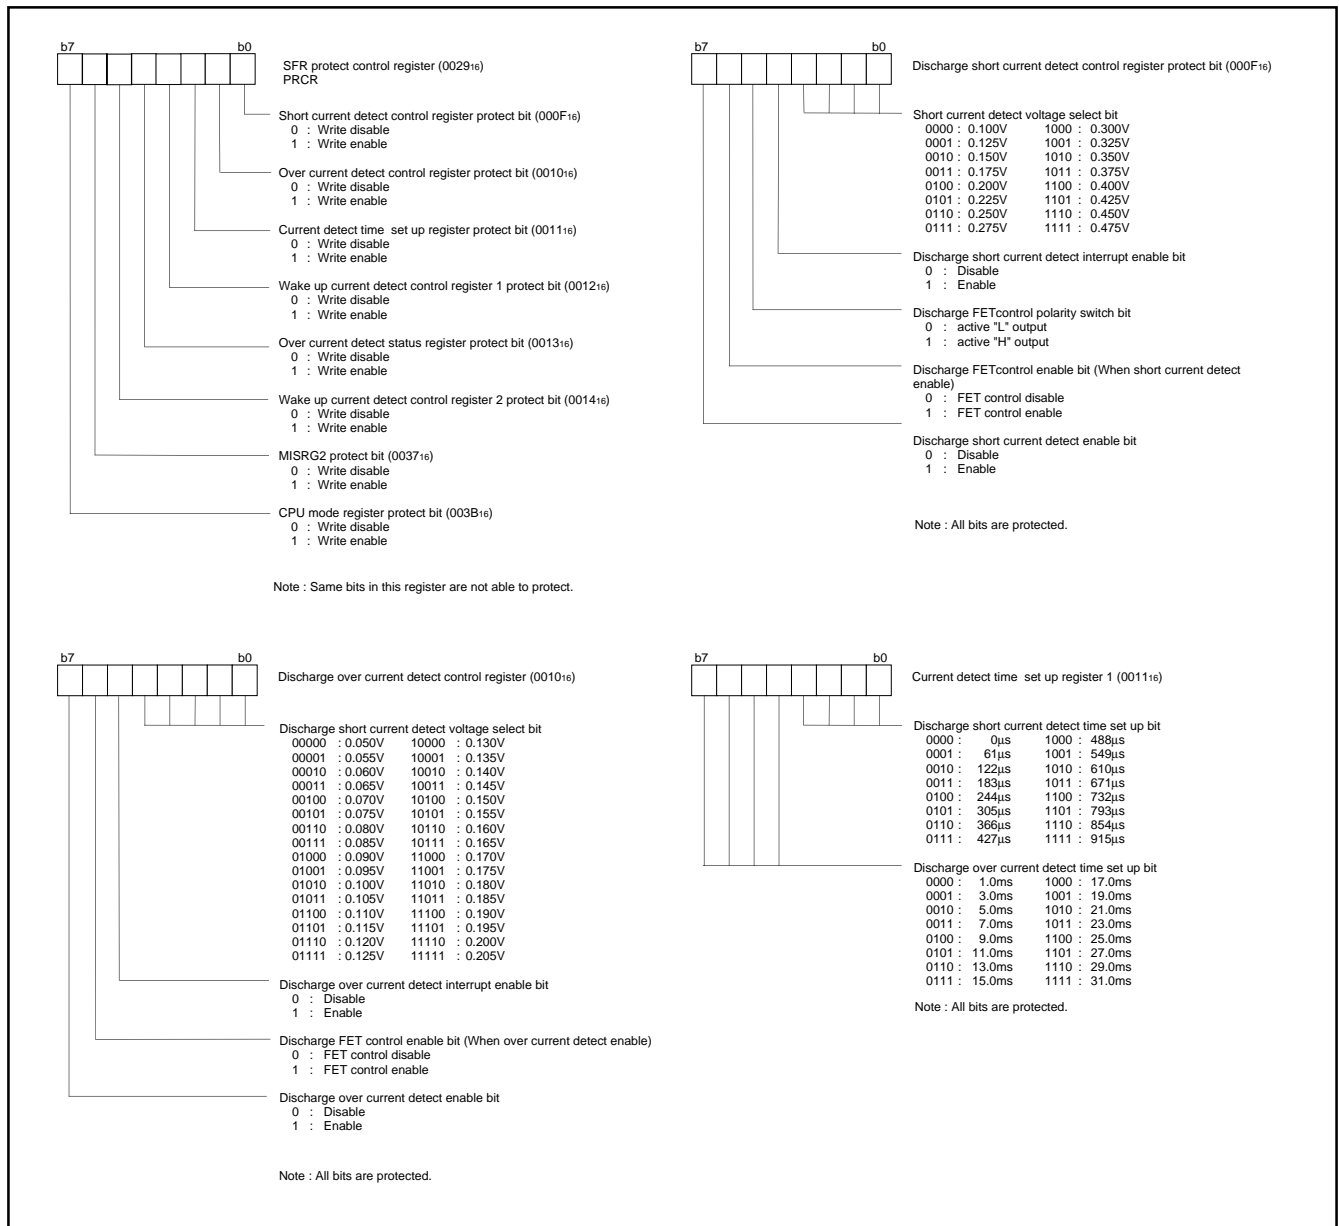 b7 b0
SFR protect control register (0029₁₆)
PRCR
Short current detect control register protect bit (000F₁₆)
0 : Write disable
1 : Write enable
Over current detect control register protect bit (0010₁₆)
0 : Write disable
1 : Write enable
Current detect time set up register protect bit (0011₁₆)
0 : Write disable
1 : Write enable
Wake up current detect control register 1 protect bit (0012₁₆)
0 : Write disable
1 : Write enable
Over current detect status register protect bit (0013₁₆)
0 : Write disable
1 : Write enable
Wake up current detect control register 2 protect bit (0014₁₆)
0 : Write disable
1 : Write enable
MISRG2 protect bit (0037₁₆)
0 : Write disable
1 : Write enable
CPU mode register protect bit (003B₁₆)
0 : Write disable
1 : Write enable
Note : Same bits in this register are not able to protect.
b7 b0
Discharge short current detect control register protect bit (000F₁₆)
Short current detect voltage select bit
0000 : 0.100V 1000 : 0.300V
0001 : 0.125V 1001 : 0.325V
0010 : 0.150V 1010 : 0.350V
0011 : 0.175V 1011 : 0.375V
0100 : 0.200V 1100 : 0.400V
0101 : 0.225V 1101 : 0.425V
0110 : 0.250V 1110 : 0.450V
0111 : 0.275V 1111 : 0.475V
Discharge short current detect interrupt enable bit
0 : Disable
1 : Enable
Discharge FETcontrol polarity switch bit
0 : active "L" output
1 : active "H" output
Discharge FETcontrol enable bit (When short current detect
enable)
0 : FET control disable
1 : FET control enable
Discharge short current detect enable bit
0 : Disable
1 : Enable
Note : All bits are protected.
b7 b0
Discharge over current detect control register (0010₁₆)
Discharge short current detect voltage select bit
00000 : 0.050V 10000 : 0.130V
00001 : 0.055V 10001 : 0.135V
00010 : 0.060V 10010 : 0.140V
00011 : 0.065V 10011 : 0.145V
00100 : 0.070V 10100 : 0.150V
00101 : 0.075V 10101 : 0.155V
00110 : 0.080V 10110 : 0.160V
00111 : 0.085V 10111 : 0.165V
01000 : 0.090V 11000 : 0.170V
01001 : 0.095V 11001 : 0.175V
01010 : 0.100V 11010 : 0.180V
01011 : 0.105V 11011 : 0.185V
01100 : 0.110V 11100 : 0.190V
01101 : 0.115V 11101 : 0.195V
01110 : 0.120V 11110 : 0.200V
01111 : 0.125V 11111 : 0.205V
Discharge over current detect interrupt enable bit
0 : Disable
1 : Enable
Discharge FET control enable bit (When over current detect enable)
0 : FET control disable
1 : FET control enable
Discharge over current detect enable bit
0 : Disable
1 : Enable
Note : All bits are protected.
b7 b0
Current detect time set up register 1 (0011₁₆)
Discharge short current detect time set up bit
0000 : 0µs 1000 : 488µs
0001 : 61µs 1001 : 549µs
0010 : 122µs 1010 : 610µs
0011 : 183µs 1011 : 671µs
0100 : 244µs 1100 : 732µs
0101 : 305µs 1101 : 793µs
0110 : 366µs 1110 : 854µs
0111 : 427µs 1111 : 915µs
Discharge over current detect time set up bit
0000 : 1.0ms 1000 : 17.0ms
0001 : 3.0ms 1001 : 19.0ms
0010 : 5.0ms 1010 : 21.0ms
0011 : 7.0ms 1011 : 23.0ms
0100 : 9.0ms 1100 : 25.0ms
0101 : 11.0ms 1101 : 27.0ms
0110 : 13.0ms 1110 : 29.0ms
0111 : 15.0ms 1111 : 31.0ms
Note : All bits are protected.